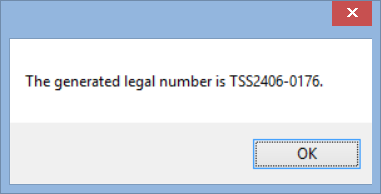 The generated legal number is TSS2406-0176.
OK